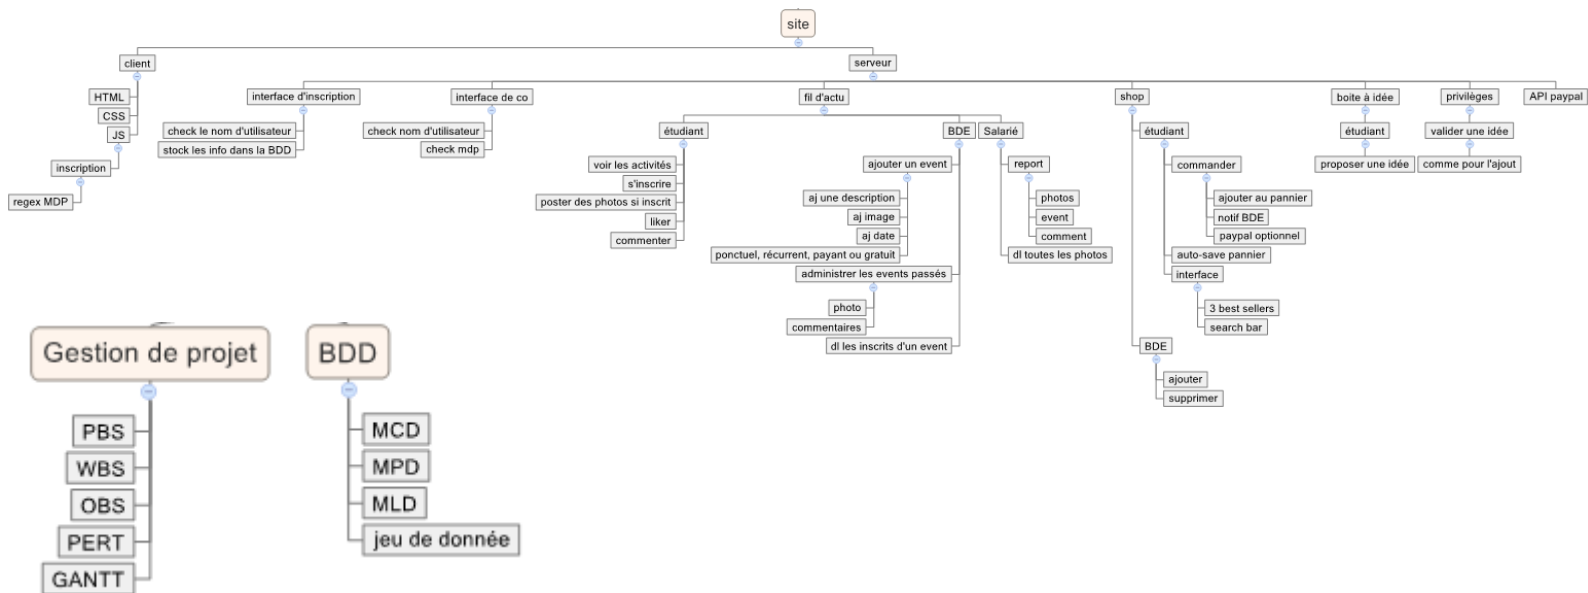 site
client
HTML
CSS
JS
inscription
regex MDP
serveur
interface d'inscription
check le nom d'utilisateur
stock les info dans la BDD
interface de co
check nom d'utilisateur
check mdp
fil d'actu
étudiant
voir les activités
s'inscrire
poster des photos si inscrit
liker
commenter
BDE
ajouter un event
aj une description
aj image
aj date
ponctuel, récurrent, payant ou gratuit
administrer les events passés
photo
commentaires
dl les inscrits d'un event
Salarié
report
photos
event
comment
dl toutes les photos
shop
étudiant
commander
ajouter au pannier
notif BDE
paypal optionnel
auto-save pannier
interface
3 best sellers
search bar
BDE
ajouter
supprimer
boite à idée
étudiant
proposer une idée
privilèges
valider une idée
comme pour l'ajout
API paypal
Gestion de projet
PBS
WBS
OBS
PERT
GANTT
BDD
MCD
MPD
MLD
jeu de donnée